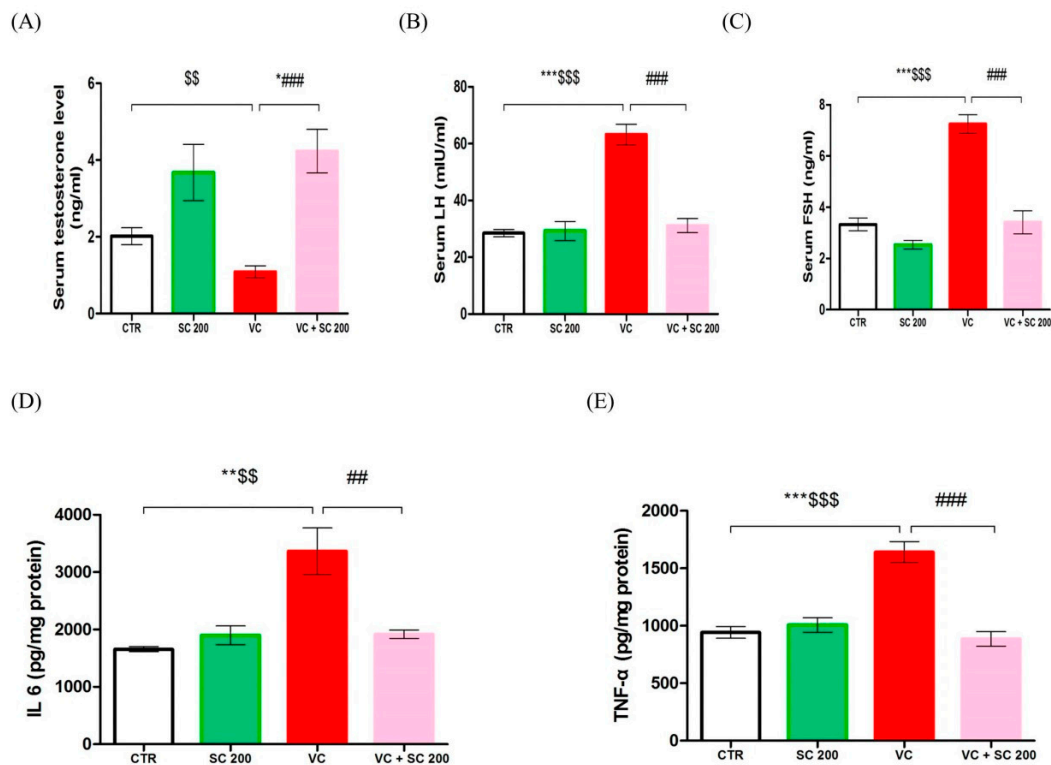 (A)
Serum testosterone level
(ng/ml)
6
4
2
0
$$
*###
CTR
SC 200
VC
VC + SC 200
(B)
Serum LH (mIU/ml)
80
60
40
20
0
***$$$
###
CTR
SC 200
VC
VC + SC 200
(C)
Serum FSH (ng/ml)
8
6
4
2
0
***$$$
###
CTR
SC 200
VC
VC + SC 200
(D)
IL 6 (pg/mg protein)
4000
3000
2000
1000
0
**$$
##
CTR
SC 200
VC
VC + SC 200
(E)
TNF-α (pg/mg protein)
2000
1500
1000
500
0
***$$$
###
CTR
SC 200
VC
VC + SC 200